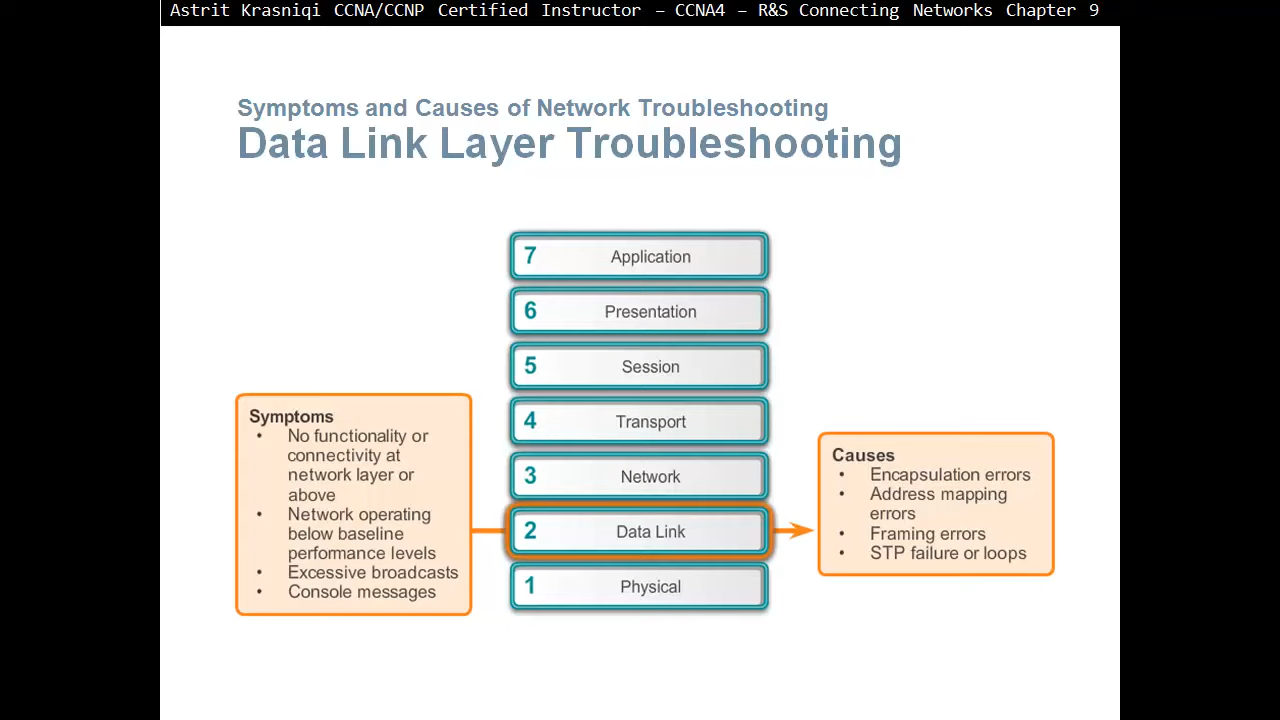 Astrit Krasniqi CCNA/CCNP Certified Instructor – CCNA4 – R&S Connecting Networks Chapter 9
Symptoms and Causes of Network Troubleshooting
Data Link Layer Troubleshooting
7 Application
6 Presentation
5 Session
4 Transport
3 Network
2 Data Link
1 Physical
Symptoms
• No functionality or
connectivity at
network layer or
above
• Network operating
below baseline
performance levels
• Excessive broadcasts
• Console messages
Causes
• Encapsulation errors
• Address mapping
errors
• Framing errors
• STP failure or loops